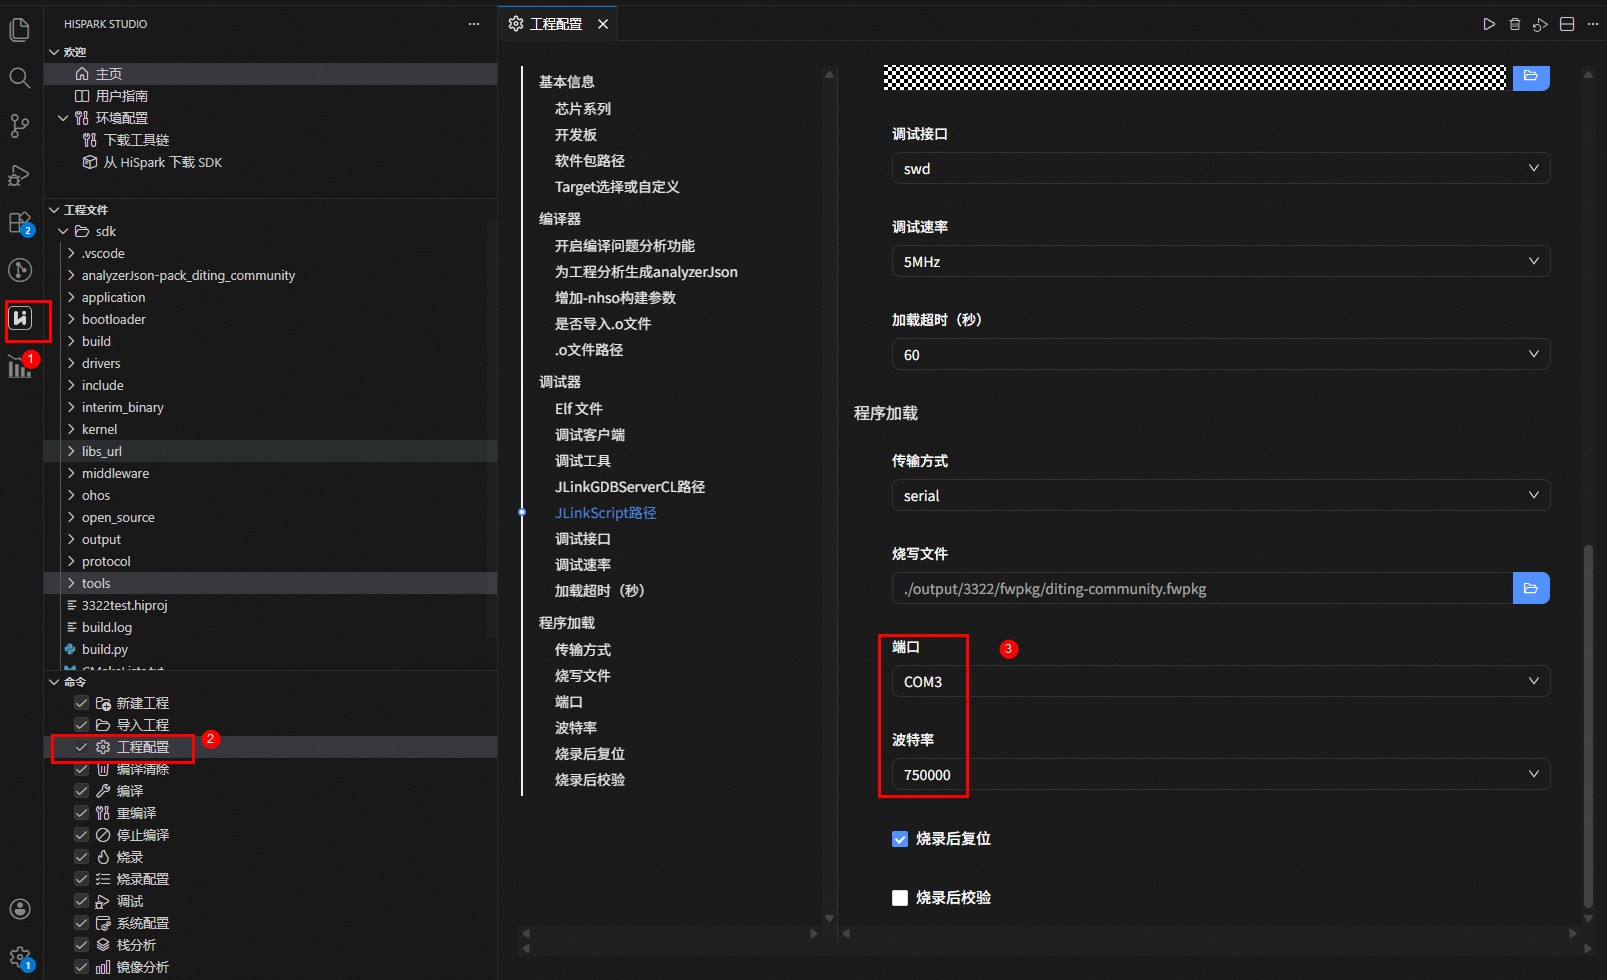 HISPARK STUDIO
欢迎
主页
用户指南
环境配置
下载工具链
从 HiSpark 下载 SDK
工程文件
sdk
.vscode
analyzerJson-pack_diting_community
application
bootloader
build
drivers
include
interim_binary
kernel
libs_url
middleware
ohos
open_source
output
protocol
tools
3322test.hiproj
build.log
build.py
命令
新建工程
导入工程
工程配置
编译清除
编译
重编译
停止编译
烧录
烧录配置
调试
系统配置
栈分析
镜像分析
2
1
1
2
工程配置
基本信息
芯片系列
开发板
软件包路径
Target选择或自定义
编译器
开启编译问题分析功能
为工程分析生成analyzerJson
增加-nhso构建参数
是否导入.o文件
.o文件路径
调试器
Elf 文件
调试客户端
调试工具
JLinkGDBServerCL路径
JLinkScript路径
调试接口
调试速率
加载超时（秒）
程序加载
传输方式
烧写文件
端口
波特率
烧录后复位
烧录后校验
调试接口
swd
调试速率
5MHz
加载超时（秒）
60
程序加载
传输方式
serial
烧写文件
./output/3322/fwpkg/diting-community.fwpkg
端口
3
COM3
波特率
750000
烧录后复位
烧录后校验